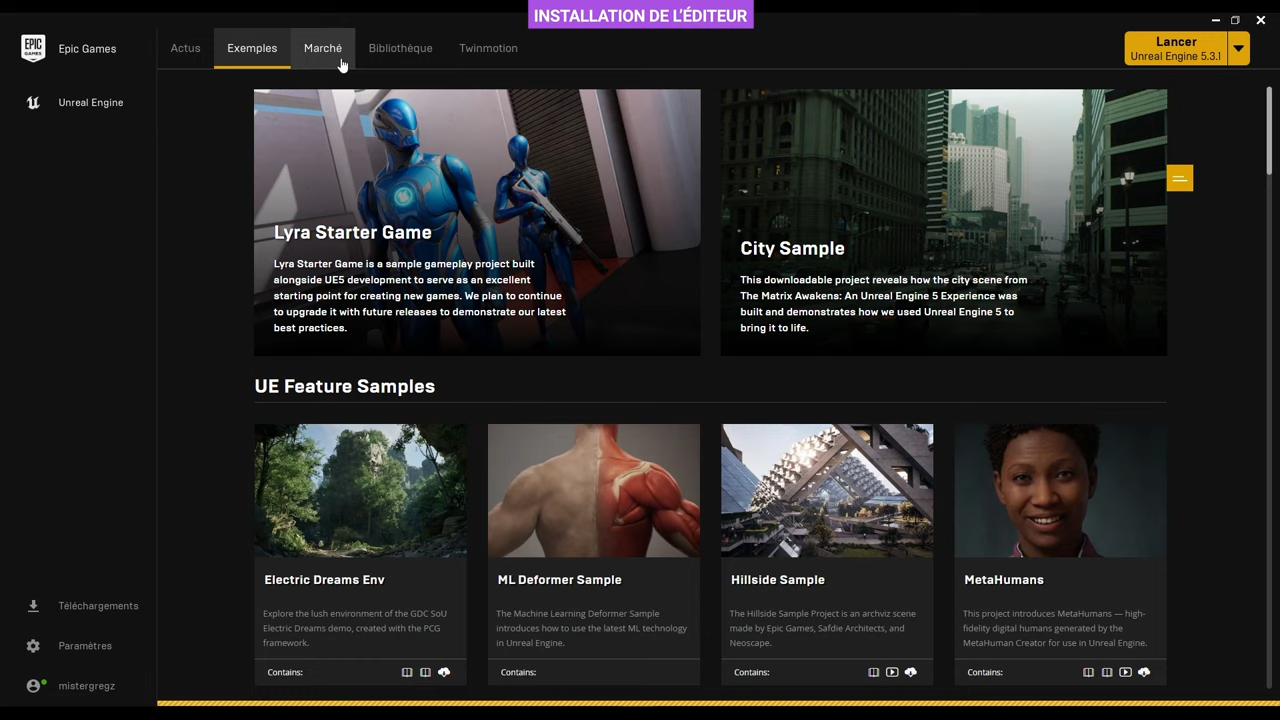 INSTALLATION DE L'ÉDITEUR
EPIC GAMES
Epic Games
Actus
Exemples
Marché
Bibliothèque
Twinmotion
Lancer
Unreal Engine 5.3.1
Unreal Engine
Lyra Starter Game
Lyra Starter Game is a sample gameplay project built
alongside UE5 development to serve as an excellent
starting point for creating new games. We plan to continue
to upgrade it with future releases to demonstrate our latest
best practices.
City Sample
This downloadable project reveals how the city scene from
The Matrix Awakens: An Unreal Engine 5 Experience was
built and demonstrates how we used Unreal Engine 5 to
bring it to life.
UE Feature Samples
Electric Dreams Env
Explore the lush environment of the GDC SoU
Electric Dreams demo, created with the PCG
framework.
Contains:
ML Deformer Sample
The Machine Learning Deformer Sample
introduces how to use the latest ML technology
in Unreal Engine.
Contains:
Hillside Sample
The Hillside Sample Project is an archviz scene
made by Epic Games, Safdie Architects, and
Neoscape.
Contains:
MetaHumans
This project introduces MetaHumans — high-
fidelity digital humans generated by the
MetaHuman Creator for use in Unreal Engine.
Contains:
Téléchargements
Paramètres
mistergregz